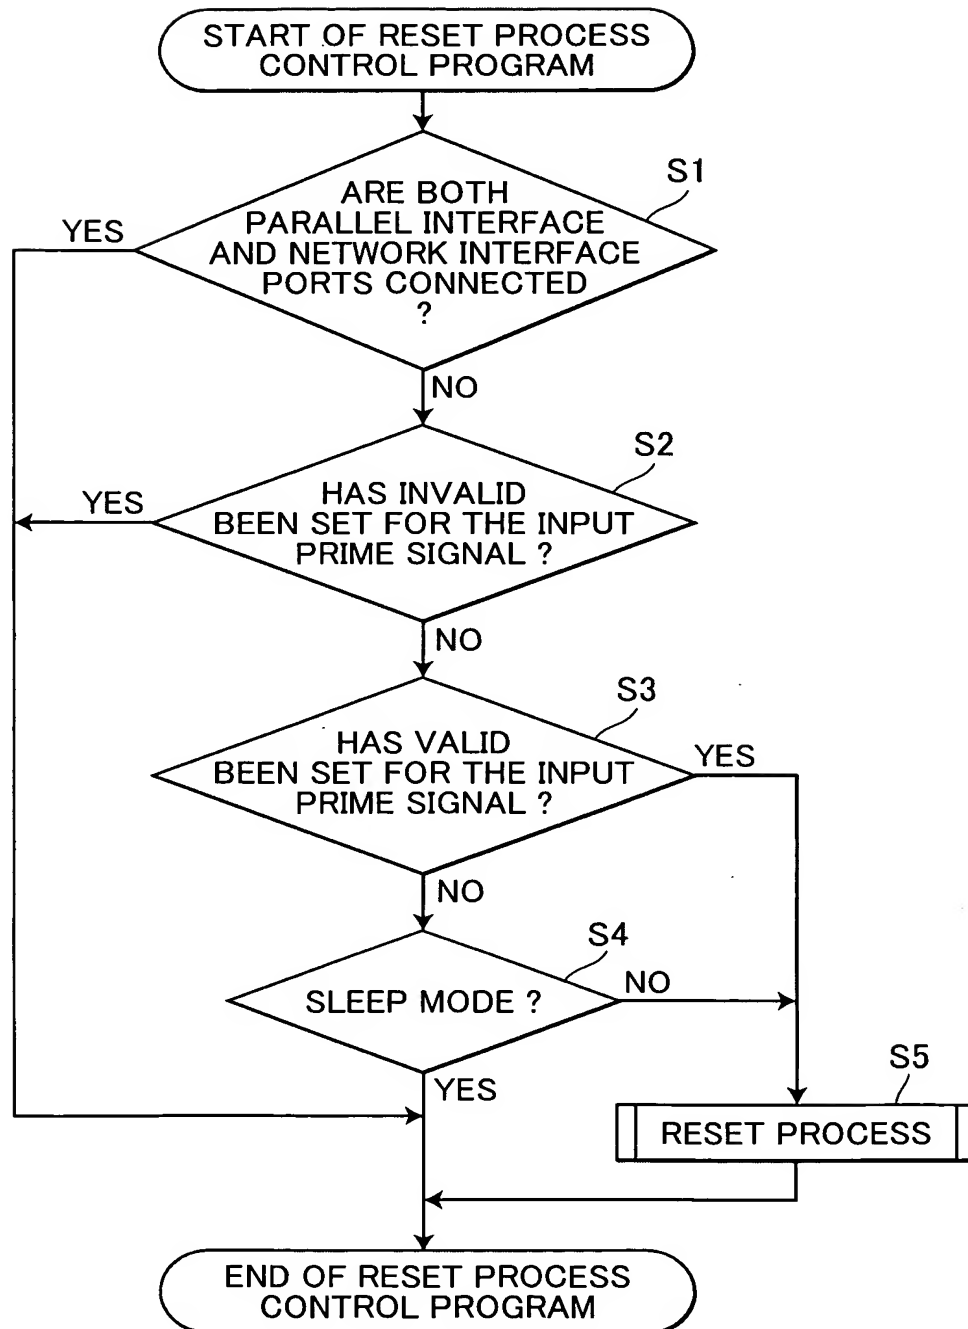 START OF RESET PROCESS
CONTROL PROGRAM
S1
ARE BOTH
PARALLEL INTERFACE
AND NETWORK INTERFACE
PORTS CONNECTED
?
YES
NO
S2
HAS INVALID
BEEN SET FOR THE INPUT
PRIME SIGNAL ?
YES
NO
S3
HAS VALID
BEEN SET FOR THE INPUT
PRIME SIGNAL ?
YES
NO
S4
SLEEP MODE ?
NO
YES
S5
RESET PROCESS
END OF RESET PROCESS
CONTROL PROGRAM